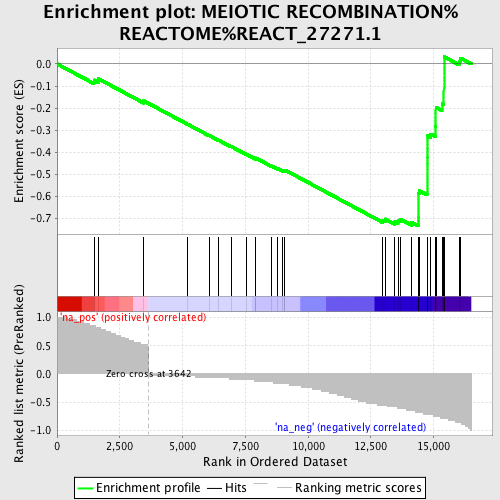 Enrichment plot: MEIOTIC RECOMBINATION%
REACTOME%REACT_27271.1
Enrichment score (ES)
0.0
-0.1
-0.2
-0.3
-0.4
-0.5
-0.6
-0.7
Ranked list metric (PreRanked)
1.0
0.5
0.0
-0.5
-1.0
'na_pos' (positively correlated)
Zero cross at 3642
'na_neg' (negatively correlated)
0
2,500
5,000
7,500
10,000
12,500
15,000
Rank in Ordered Dataset
Enrichment profile
Hits
Ranking metric scores